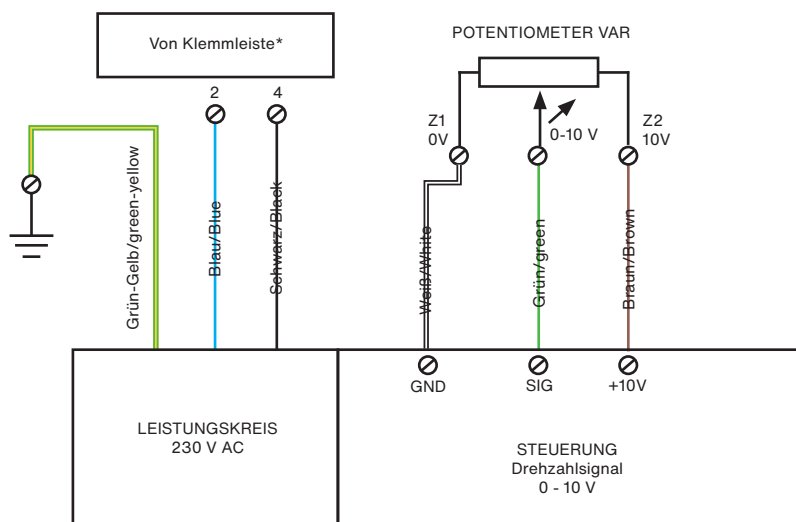 Von Klemmleiste*
POTENTIOMETER VAR
2
4
Z1
0V
0-10 V
Z2
10V
Grün-Gelb/green-yellow
Blau/Blue
Schwarz/Black
Weiß/White
Grün/green
Braun/Brown
GND
SIG
+10V
LEISTUNGSKREIS
230 V AC
STEUERUNG
Drehzahlsignal
0 - 10 V